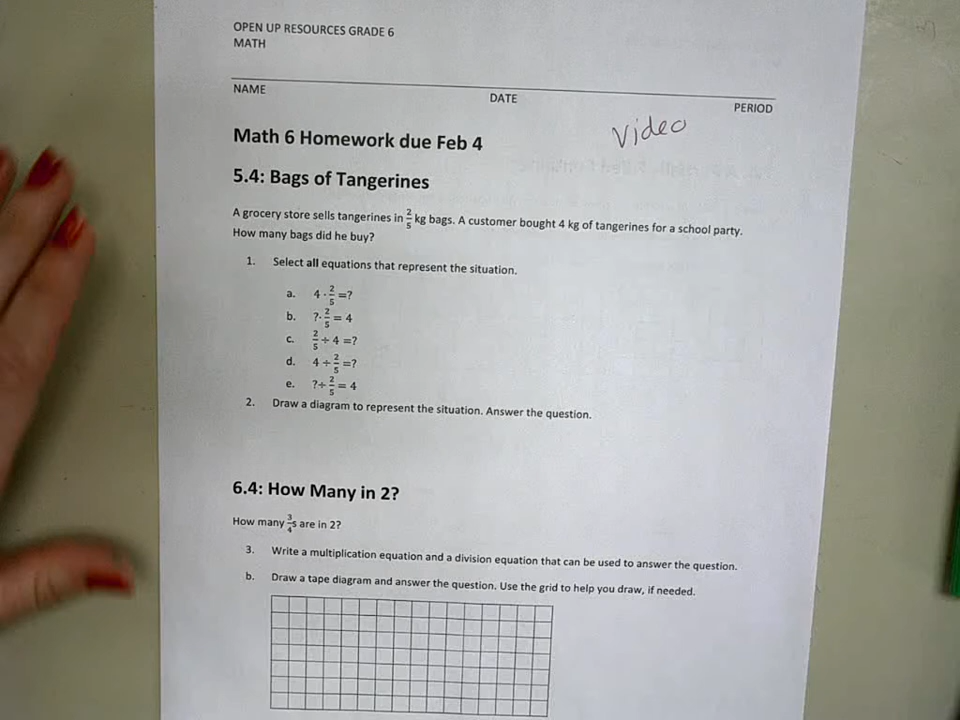 OPEN UP RESOURCES GRADE 6
MATH
NAME DATE PERIOD
Video
Math 6 Homework due Feb 4
5.4: Bags of Tangerines
A grocery store sells tangerines in 2/5 kg bags. A customer bought 4 kg of tangerines for a school party.
How many bags did he buy?
1. Select all equations that represent the situation.
a. 4 · 2/5 =?
b. ?· 2/5 = 4
c. 2/5 ÷ 4 =?
d. 4 ÷ 2/5 =?
e. ?÷ 2/5 = 4
2. Draw a diagram to represent the situation. Answer the question.
6.4: How Many in 2?
How many 3/4s are in 2?
3. Write a multiplication equation and a division equation that can be used to answer the question.
b. Draw a tape diagram and answer the question. Use the grid to help you draw, if needed.